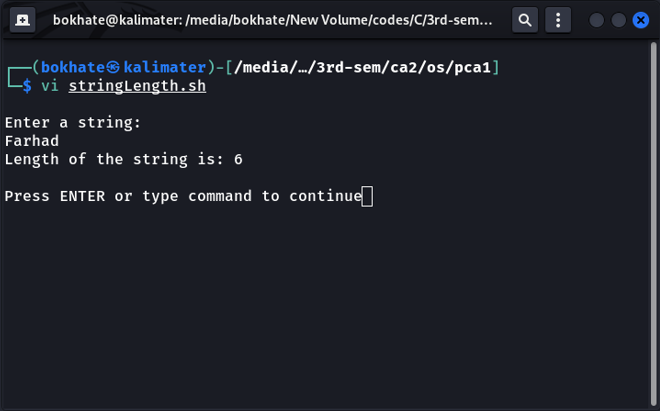 bokhate@kalimater: /media/bokhate/New Volume/codes/C/3rd-sem...
┌──(bokhate㉿kalimater)-[/media/…/3rd-sem/ca2/os/pca1]
└─$ vi stringLength.sh
Enter a string:
Farhad
Length of the string is: 6
Press ENTER or type command to continue